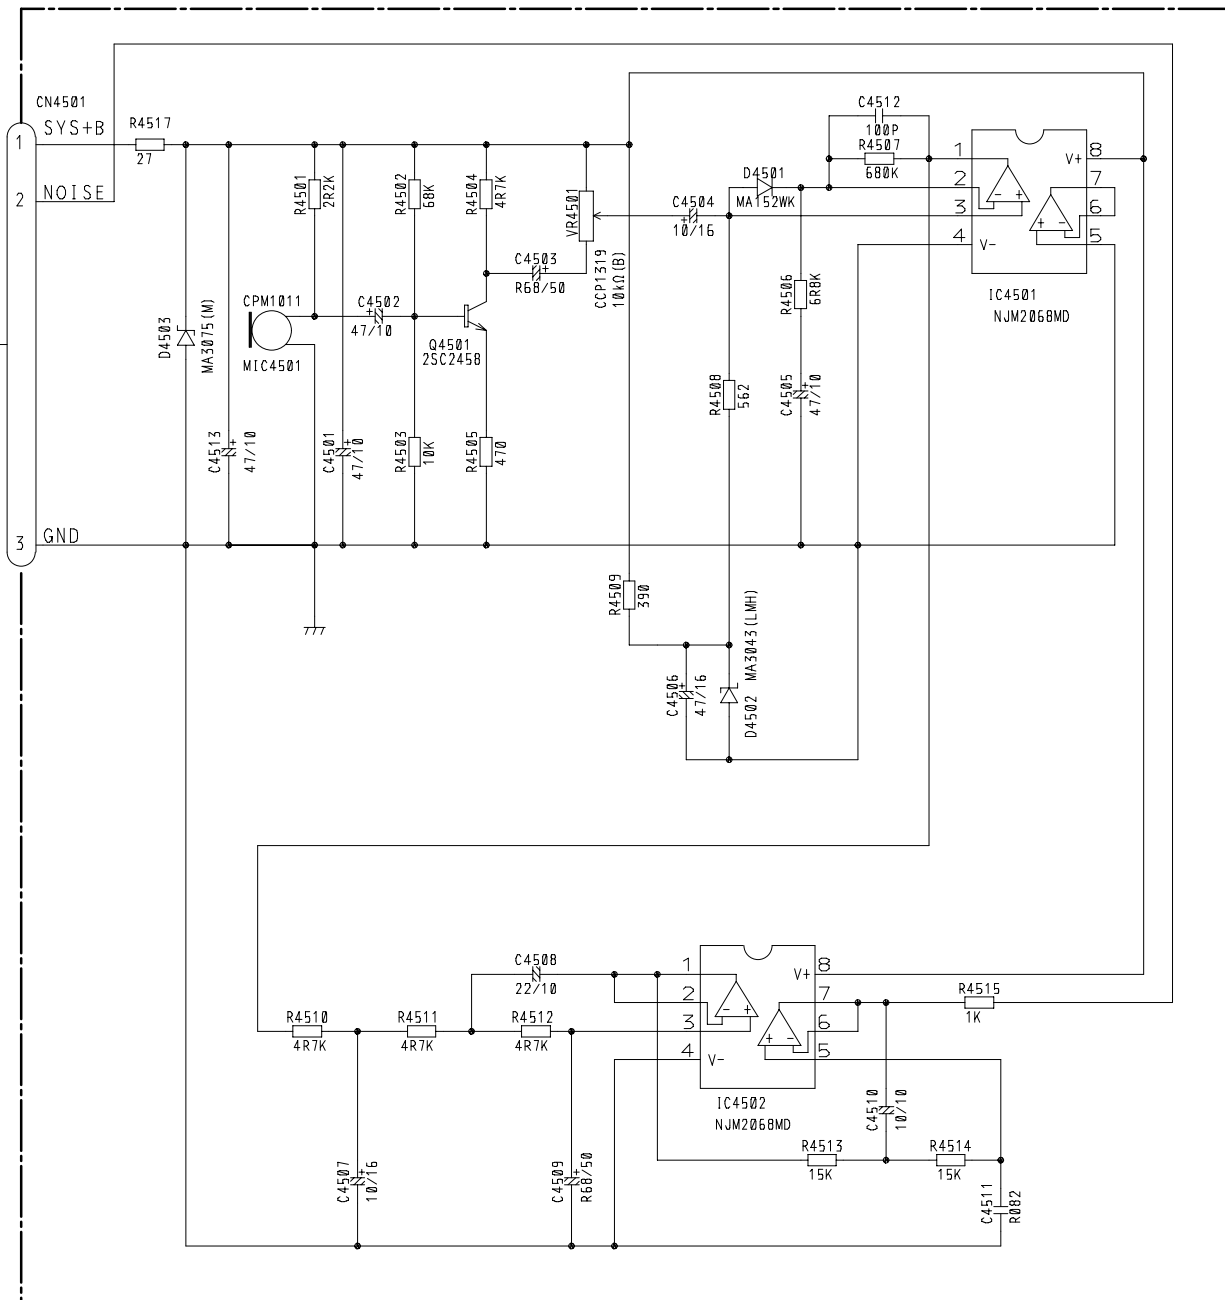 CN4501
1
SYS+B
R4517
27
2
NOISE
3
GND
D4503
MA3075(M)
C4513
47/10
R4501
2R2K
CPM1011
MIC4501
C4501
47/10
C4502
+
47/10
R4502
68K
R4503
10K
R4504
4R7K
Q4501
2SC2458
R4505
470
C4503
+
R68/50
VR4501
CCP1319
10kΩ(B)
C4504
+
10/16
D4501
MA152WK
C4512
100P
R4507
680K
R4506
6R8K
C4505
47/10
R4508
562
R4509
390
C4506
47/16
D4502
MA3043(LMH)
1
2
3
4
V-
V+
8
7
6
5
- +
+ -
IC4501
NJM2068MD
C4508
22/10
R4510
4R7K
R4511
4R7K
R4512
4R7K
C4507
10/16
C4509
R68/50
1
2
3
4
V-
V+
8
7
6
5
- +
+ -
IC4502
NJM2068MD
R4515
1K
C4510
10/10
R4513
15K
R4514
15K
C4511
R082